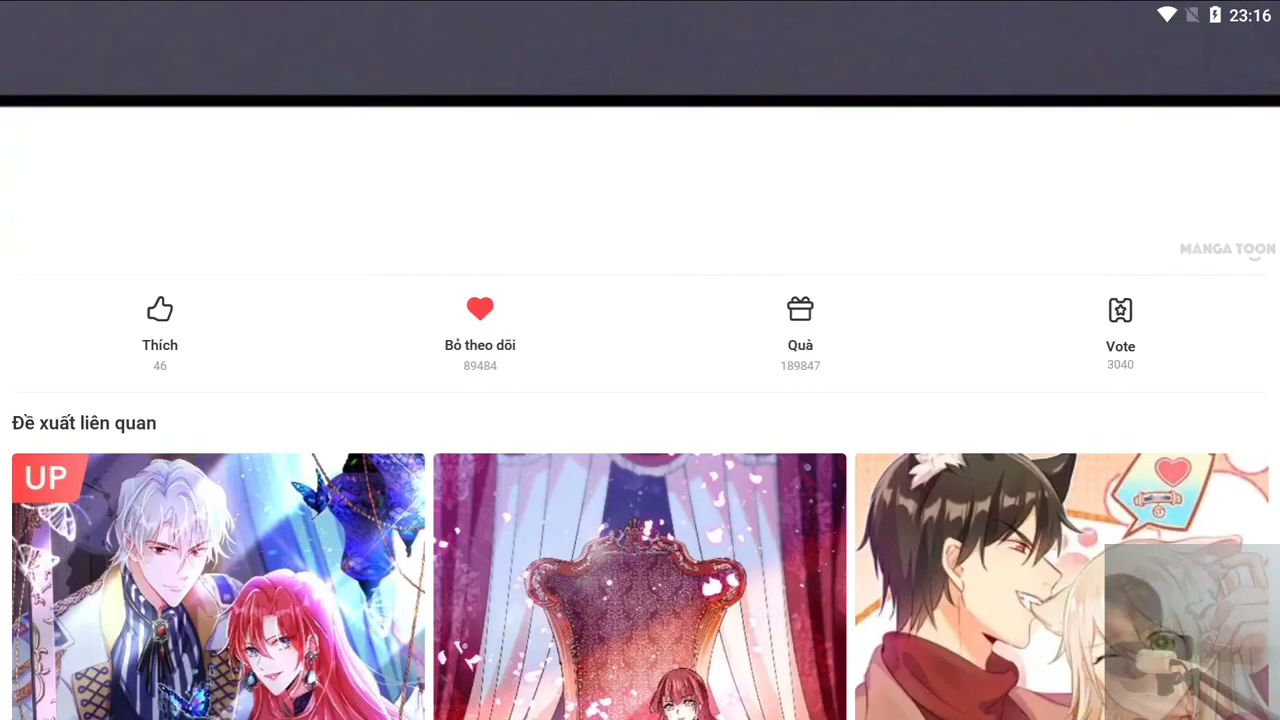 23:16
MANGA TOON
Thích
46
Bỏ theo dõi
89484
Quà
189847
Vote
3040
Đề xuất liên quan
UP